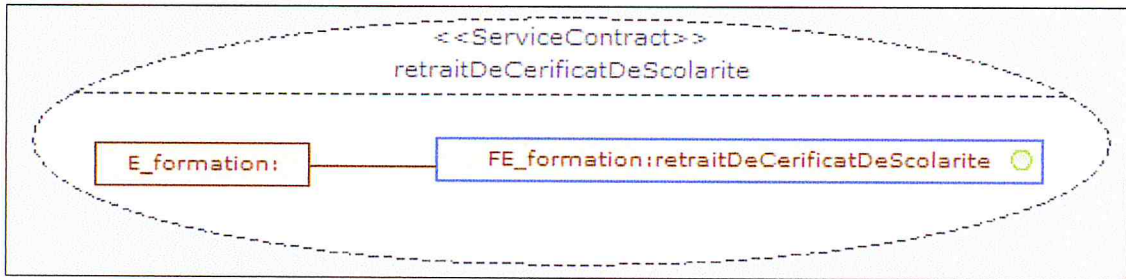 <<ServiceContract>>
retraitDeCerificatDeScolarite
E_formation:
FE_formation:retraitDeCerificatDeScolarite